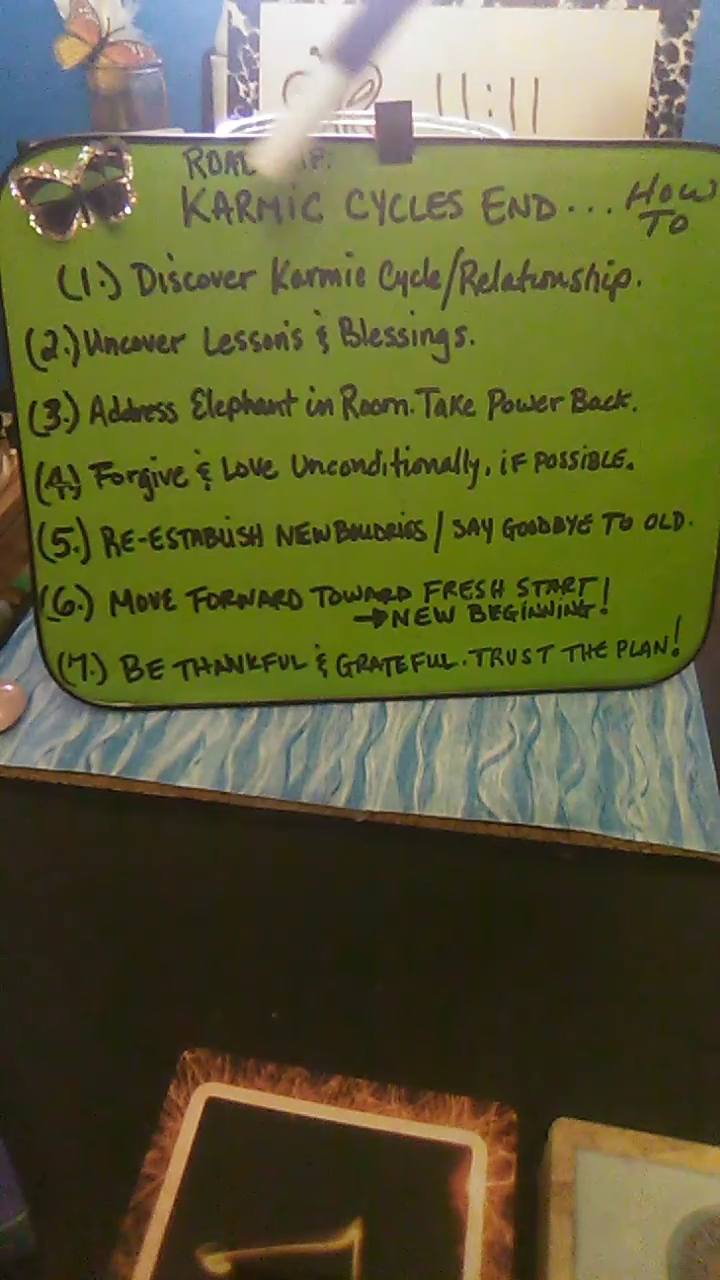 11:11
KARMIC CYCLES END... HOW TO
(1.) Discover Karmic Cycle/Relationship.
(2.) Uncover Lesson's & Blessings.
(3.) Address Elephant in Room. Take Power Back.
(4.) Forgive & Love Unconditionally, iF POSSiBLE.
(5.) RE-ESTABLISH NEW BOUDRIES / SAY GOODBYE TO OLD.
(6.) MOVE FORWARD TOWARD FRESH START!
→NEW BEGINNING!
(7.) BE THANKFUL & GRATEFUL. TRUST THE PLAN!